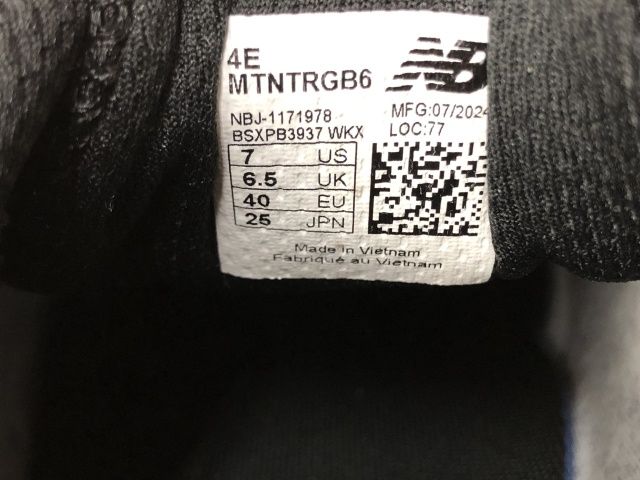 4E
MTNTRGB6
NB
NBJ-1171978
MFG:07/2024
BSXPB3937 WKX
LOC:77
7 US
6.5 UK
40 EU
25 JPN
Made in Vietnam
Fabriqué au Vietnam